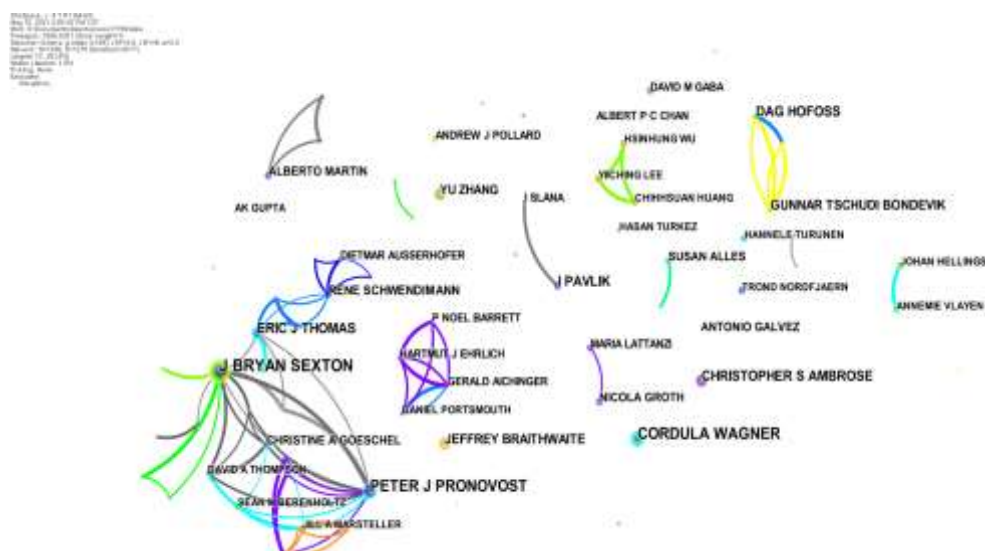 DAVID M GABA
DAG HOFOSS
ALBERT P C CHAN
ANDREW J POLLARD
HSINHUNG WU
ALBERTO MARTIN
YIICHING LEE
YU ZHANG
I SLANA
CHIHHSUAN HUANG
AK GUPTA
GUNNAR TSCHUDI BONDEVIK
HASAN TURKEZ
HANNELE TURUNEN
DIETMAR AUSSERHOFER
SUSAN ALLES
JOHAN HELLINGS
RENE SCHWENDIMANN
I PAVLIK
TROND NORDFJAERN
ANNEMIE VLAYEN
P NOEL BARRETT
ERIC J THOMAS
ANTONIO GALVEZ
MARIA LATTANZI
HARTMUT J EHRLICH
J BRYAN SEXTON
GERALD AICHINGER
CHRISTOPHER S AMBROSE
NICOLA GROTH
DANIEL PORTSMOUTH
CORDULA WAGNER
CHRISTINE A GOESCHEL
JEFFREY BRAITHWAITE
DAVID A THOMPSON
PETER J PRONOVOST
SEAN M BERENHOLTZ
JILL A MARSTELLER